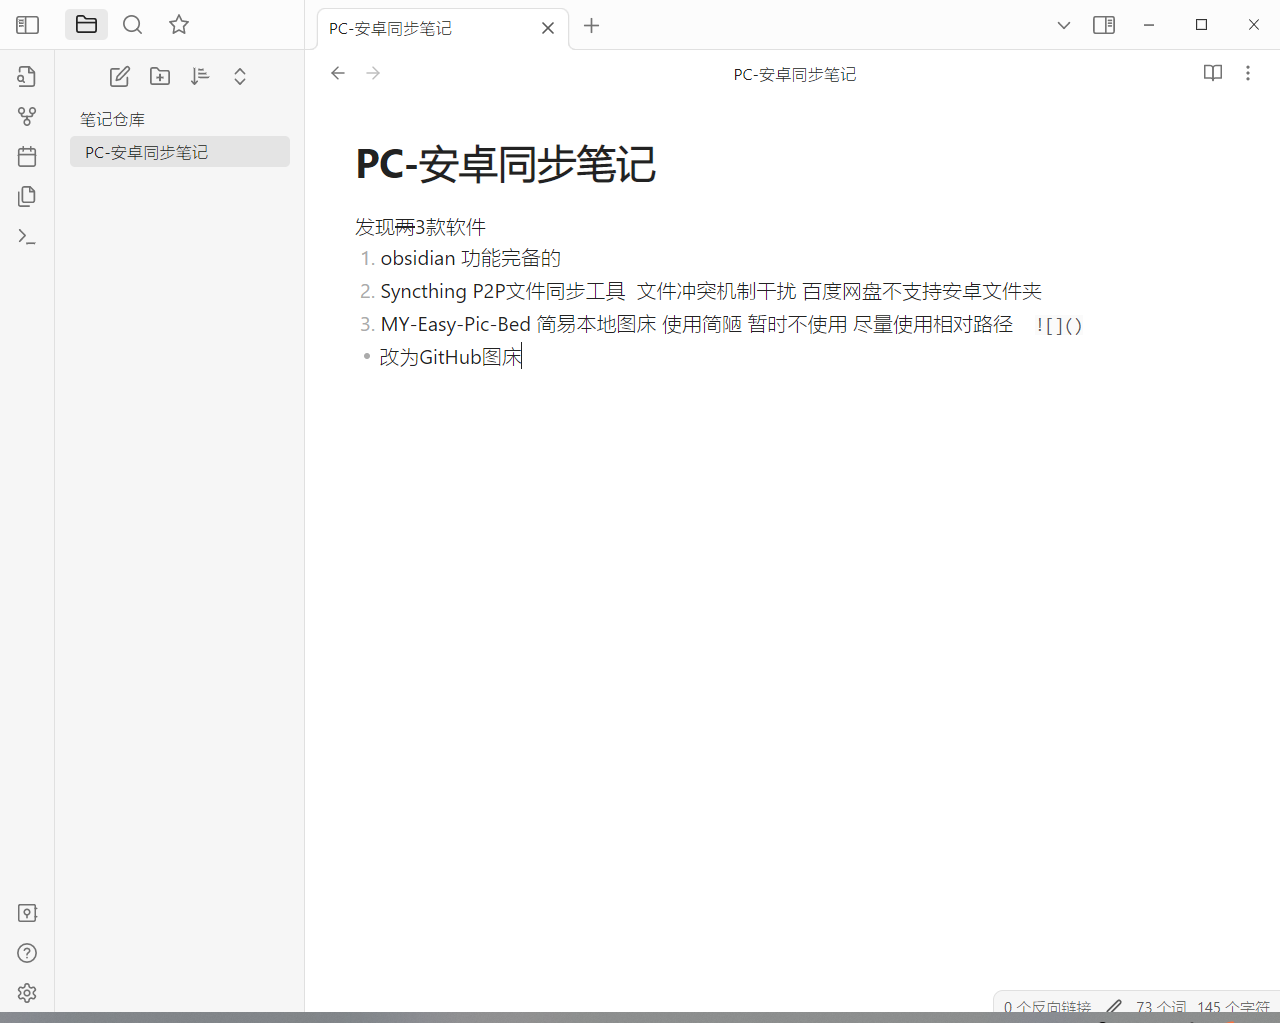 PC-安卓同步笔记
PC-安卓同步笔记
笔记仓库
PC-安卓同步笔记
PC-安卓同步笔记
发现两3款软件
1. obsidian 功能完备的
2. Syncthing P2P文件同步工具  文件冲突机制干扰 百度网盘不支持安卓文件夹
3. MY-Easy-Pic-Bed 简易本地图床 使用简陋 暂时不使用 尽量使用相对路径    ![]()
• 改为GitHub图床
0 个反向链接 73 个词 145 个字符